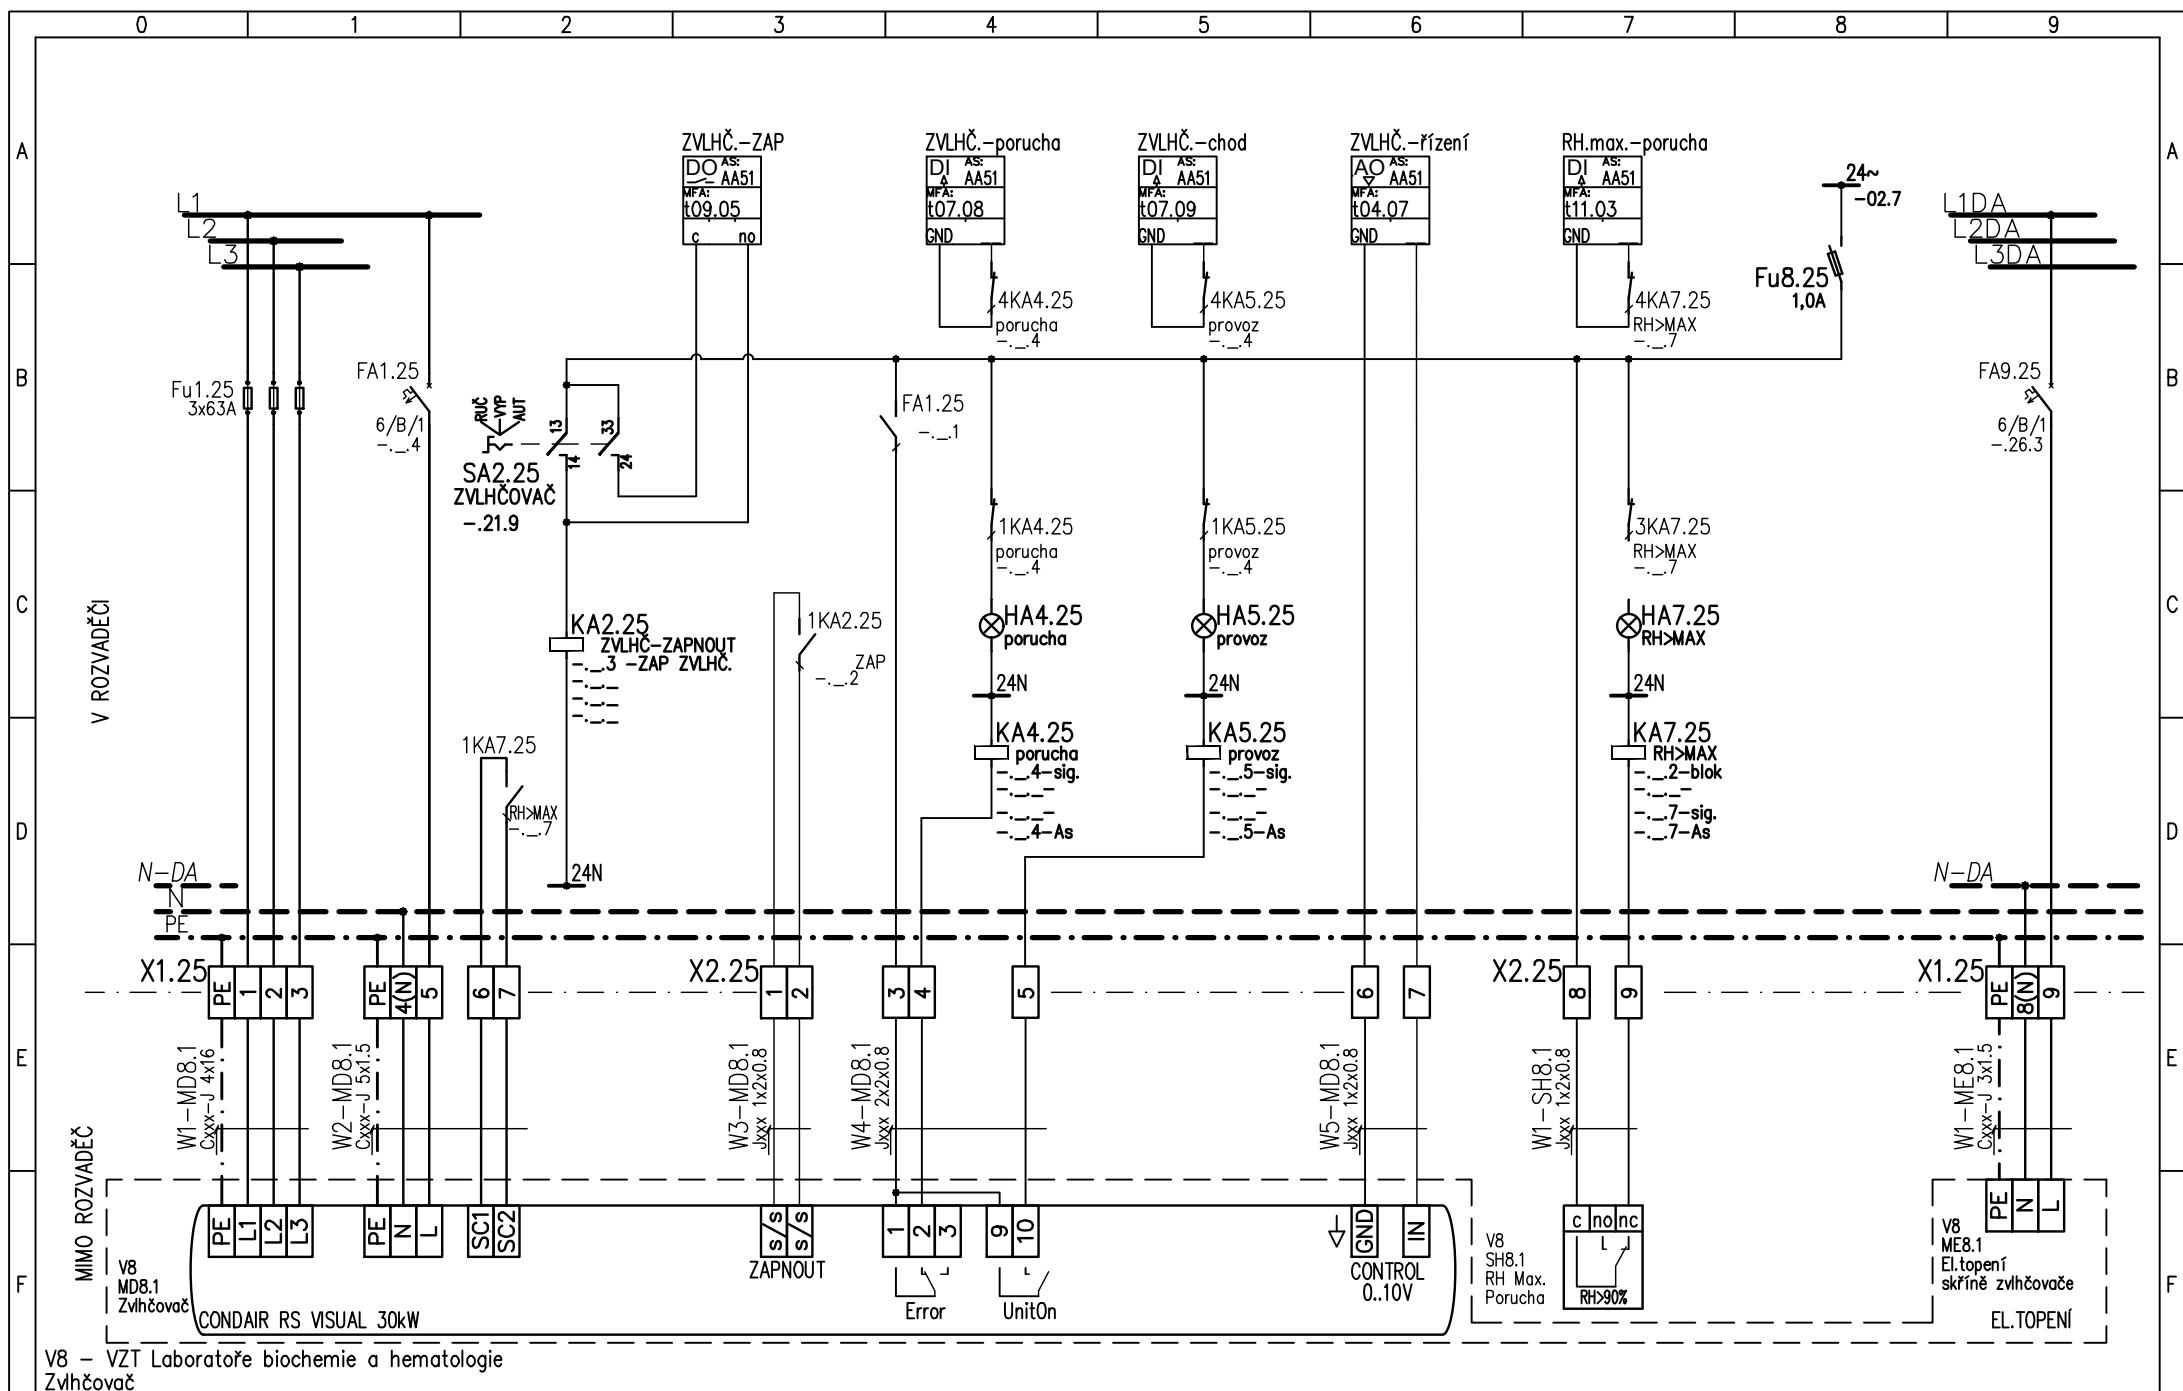 0 1 2 3 4 5 6 7 8 9
A
A
ZVLHČ.-ZAP
DO AS: AA51
MFA:
t09.05
c no
ZVLHČ.-porucha
DI AS: AA51
MFA:
t07.08
GND
ZVLHČ.-chod
DI AS: AA51
MFA:
t07.09
GND
ZVLHČ.-řízení
AO AS: AA51
MFA:
t04.07
GND
RH.max.-porucha
DI AS: AA51
MFA:
t11.03
GND
24~
-02.7
L1
L2
L3
L1DA
L2DA
L3DA
Fu8.25
1,0A
4KA4.25
porucha
-._.4
4KA5.25
provoz
-._.4
4KA7.25
RH>MAX
-._.7
B
B
Fu1.25
3x63A
FA1.25
6/B/1
-._.4
RUČ
VYP
AUT
13
14
33
24
SA2.25
ZVLHČOVAČ
-.21.9
FA1.25
-._.1
FA9.25
6/B/1
-.26.3
1KA4.25
porucha
-._.4
1KA5.25
provoz
-._.4
3KA7.25
RH>MAX
-._.7
C
C
V ROZVADĚČI
KA2.25
ZVLHČ-ZAPNOUT
-._.3 -ZAP ZVLHČ.
-._._
-._._
-._._
1KA2.25
ZAP
-._.2
HA4.25
porucha
HA5.25
provoz
HA7.25
RH>MAX
24N
24N
24N
D
D
1KA7.25
RH>MAX
-._.7
KA4.25
porucha
-._.4-sig.
-._._-
-._._-
-._.4-As
KA5.25
provoz
-._.5-sig.
-._._-
-._._-
-._.5-As
KA7.25
RH>MAX
-._.2-blok
-._._-
-._.7-sig.
-._.7-As
24N
N-DA
N
PE
N-DA
X1.25
PE 1 2 3
PE 4(N) 5
6 7
X2.25
1 2
3 4
5
6 7
X2.25
8 9
X1.25
PE 8(N) 9
E
E
W1-MD8.1
Cxxx-J 4x16
W2-MD8.1
Cxxx-J 5x1.5
W3-MD8.1
Jxxx 1x2x0.8
W4-MD8.1
Jxxx 2x2x0.8
W5-MD8.1
Jxxx 1x2x0.8
W1-SH8.1
Jxxx 1x2x0.8
W1-ME8.1
Cxxx-J 3x1.5
MIMO ROZVADĚČ
F
F
PE L1 L2 L3
PE N L
SC1 SC2
s/s s/s
ZAPNOUT
1 2 3
Error
9 10
UnitOn
GND IN
CONTROL
0..10V
V8
MD8.1
Zvlhčovač
CONDAIR RS VISUAL 30kW
V8
SH8.1
RH Max.
Porucha
c no nc
RH>90%
PE N L
V8
ME8.1
El.topení
skříně zvlhčovače
EL.TOPENÍ
V8 - VZT Laboratoře biochemie a hematologie
Zvlhčovač